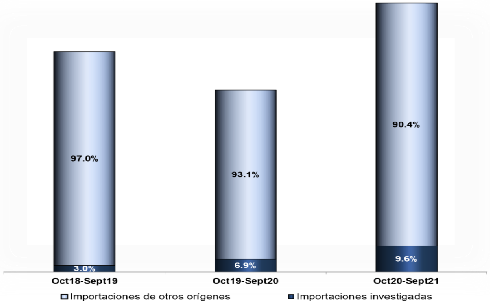 97.0%
93.1%
90.4%
3.0%
6.9%
9.6%
Oct18-Sept19
Oct19-Sept20
Oct20-Sept21
Importaciones de otros orígenes
Importaciones investigadas